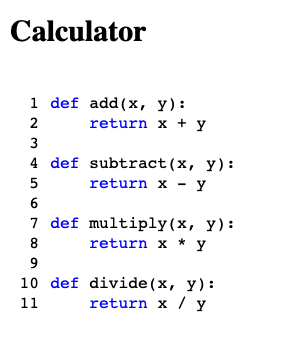 Calculator
1 def add(x, y):
2     return x + y
3
4 def subtract(x, y):
5     return x - y
6
7 def multiply(x, y):
8     return x * y
9
10 def divide(x, y):
11     return x / y